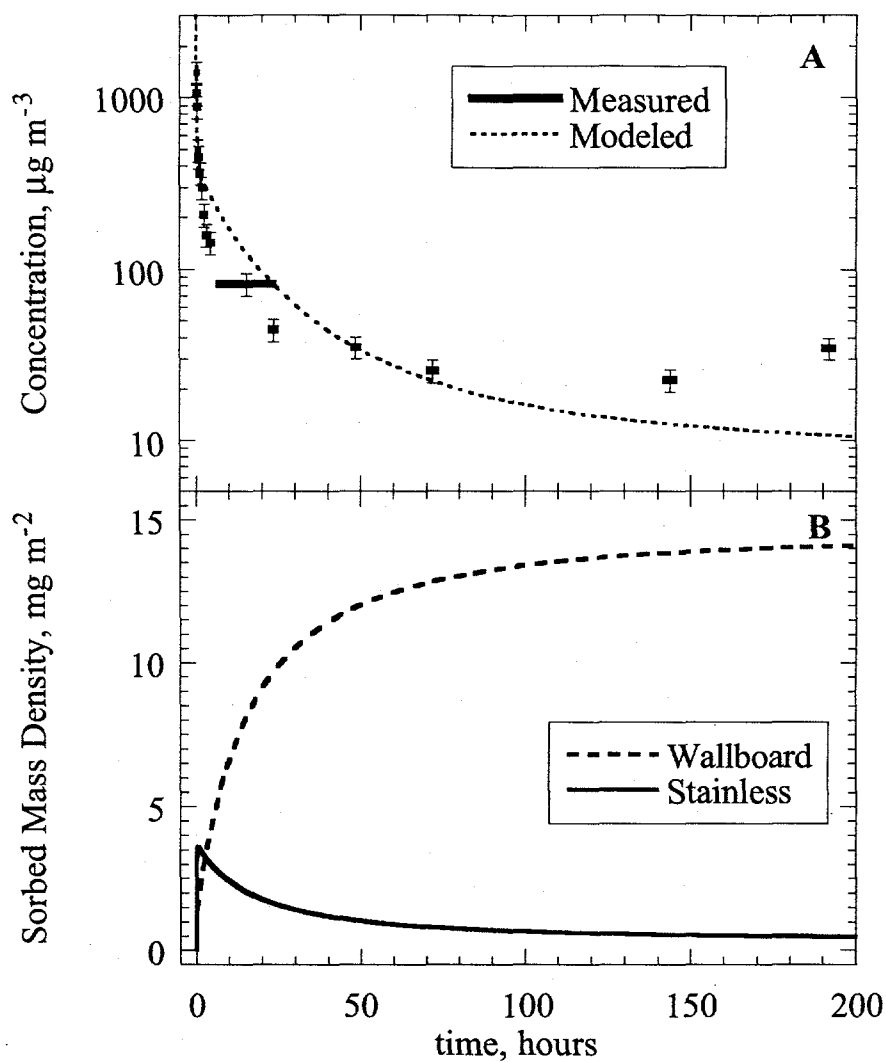 A
Measured
Modeled
Concentration, µg m⁻³
1000
100
10
B
Wallboard
Stainless
Sorbed Mass Density, mg m⁻²
15
10
5
0
0 50 100 150 200
time, hours